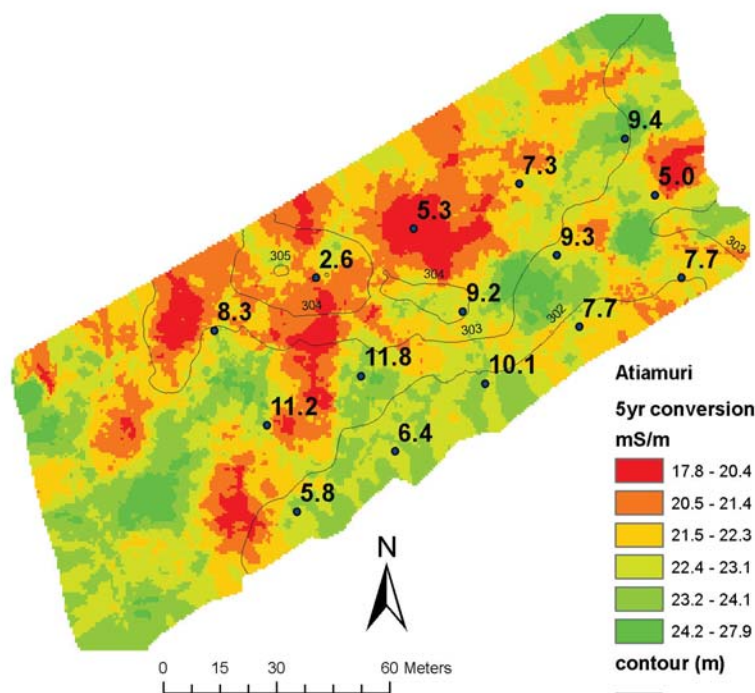 9.4
7.3
5.0
5.3
9.3
303
305
2.6
304
7.7
304
9.2
302
8.3
303
7.7
11.8
10.1
11.2
6.4
5.8
N
0 15 30 60 Meters
Atiamuri
5yr conversion
mS/m
17.8 - 20.4
20.5 - 21.4
21.5 - 22.3
22.4 - 23.1
23.2 - 24.1
24.2 - 27.9
contour (m)